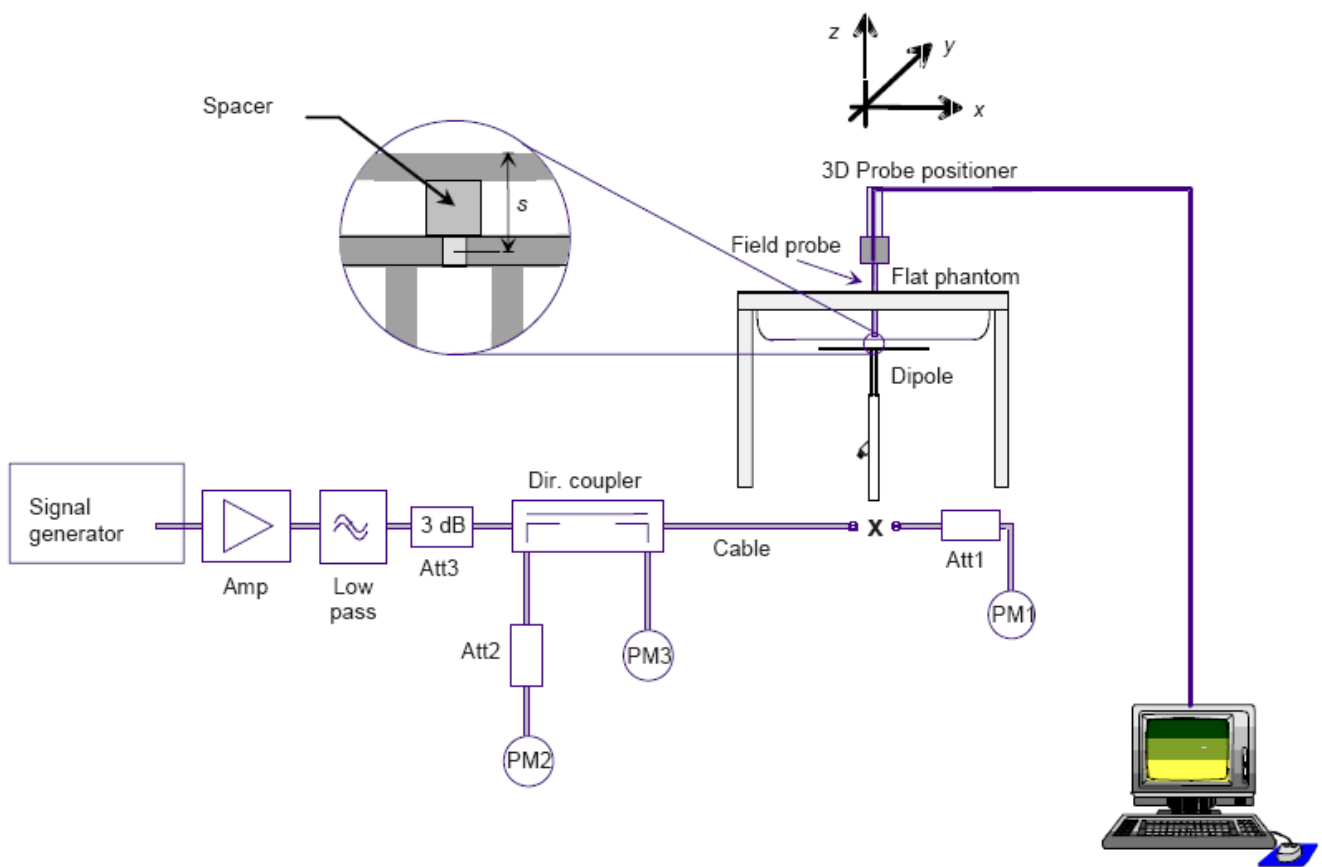 z
y
x
Spacer
s
3D Probe positioner
Field probe
Flat phantom
Dipole
Signal
generator
Amp
Low
pass
3 dB
Att3
Dir. coupler
Cable
X
Att1
PM1
Att2
PM3
PM2